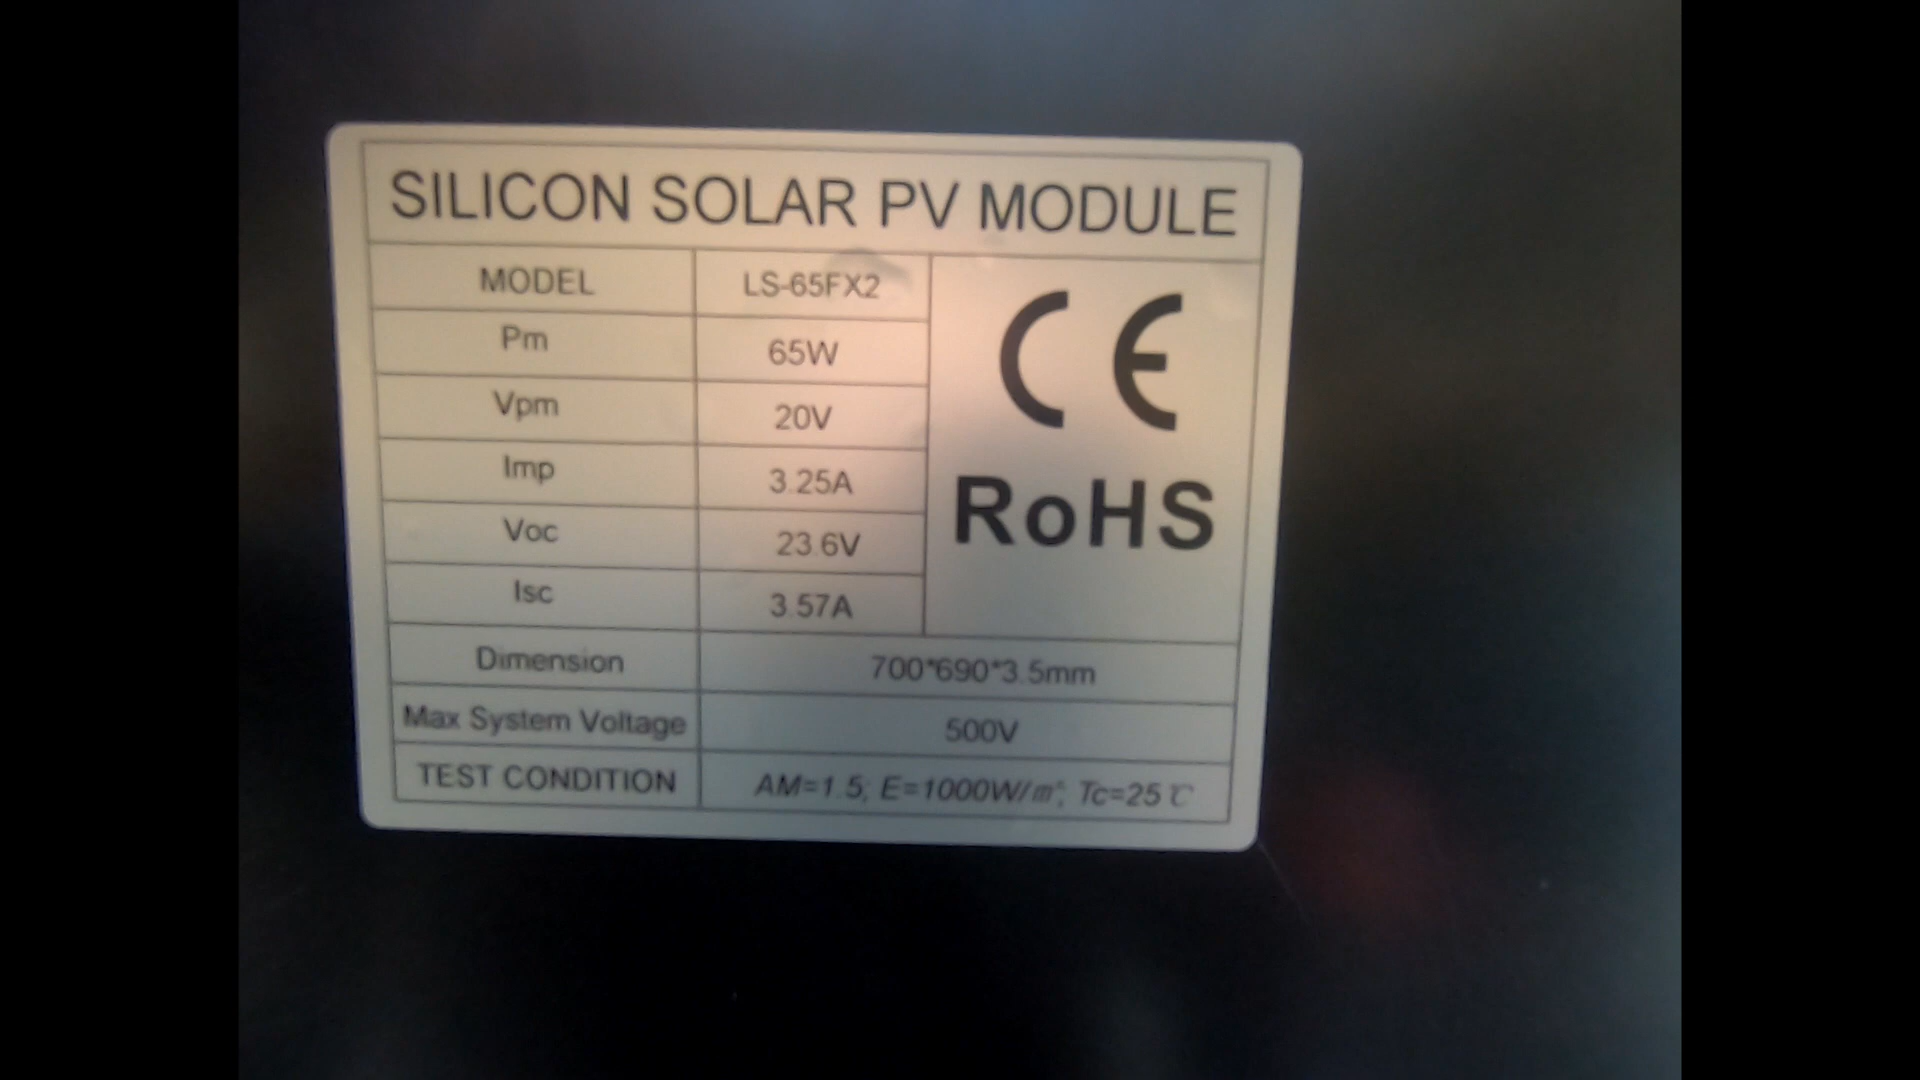 SILICON SOLAR PV MODULE
MODEL LS-65FX2
Pm 65W
Vpm 20V
Imp 3.25A
Voc 23.6V
Isc 3.57A
CE
RoHS
Dimension 700*690*3.5mm
Max System Voltage 500V
TEST CONDITION AM=1.5; E=1000W/㎡; Tc=25℃